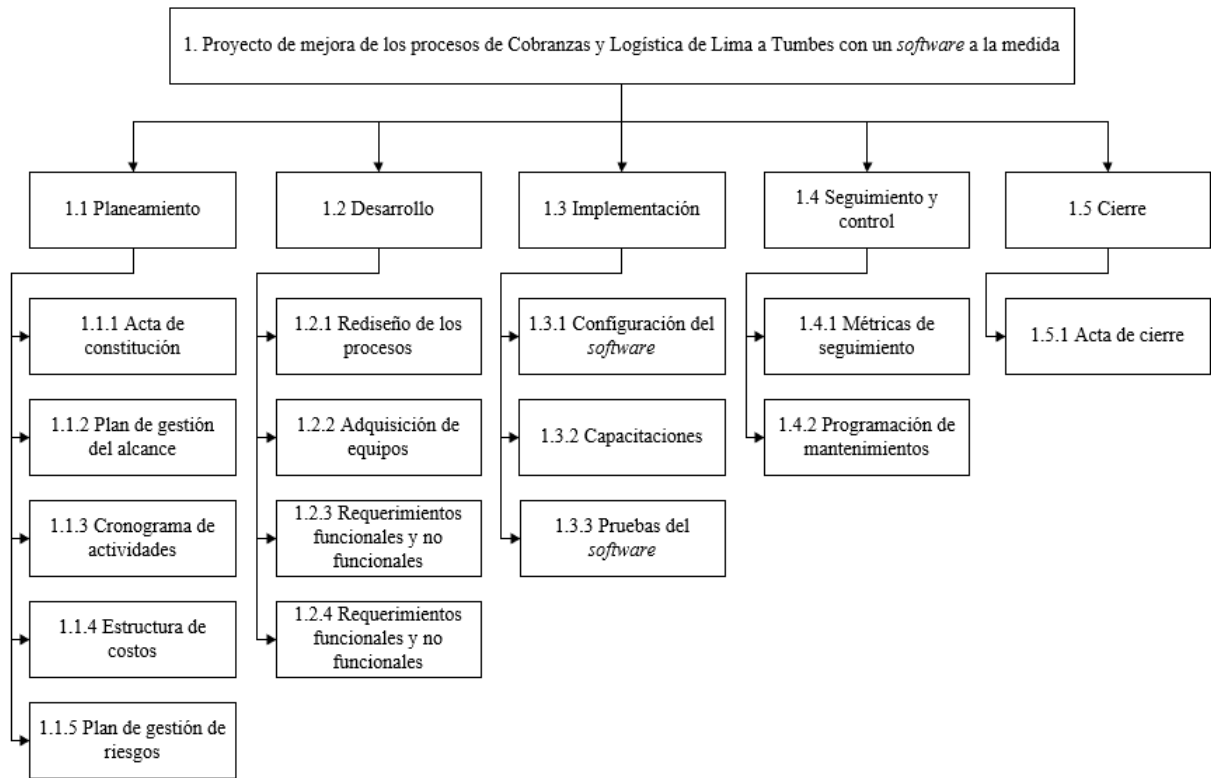 1. Proyecto de mejora de los procesos de Cobranzas y Logística de Lima a Tumbes con un software a la medida
1.1 Planeamiento
1.2 Desarrollo
1.3 Implementación
1.4 Seguimiento y
control
1.5 Cierre
1.1.1 Acta de
constitución
1.1.2 Plan de gestión
del alcance
1.1.3 Cronograma de
actividades
1.1.4 Estructura de
costos
1.1.5 Plan de gestión de
riesgos
1.2.1 Rediseño de los
procesos
1.2.2 Adquisición de
equipos
1.2.3 Requerimientos
funcionales y no
funcionales
1.2.4 Requerimientos
funcionales y no
funcionales
1.3.1 Configuración del
software
1.3.2 Capacitaciones
1.3.3 Pruebas del
software
1.4.1 Métricas de
seguimiento
1.4.2 Programación de
mantenimientos
1.5.1 Acta de cierre